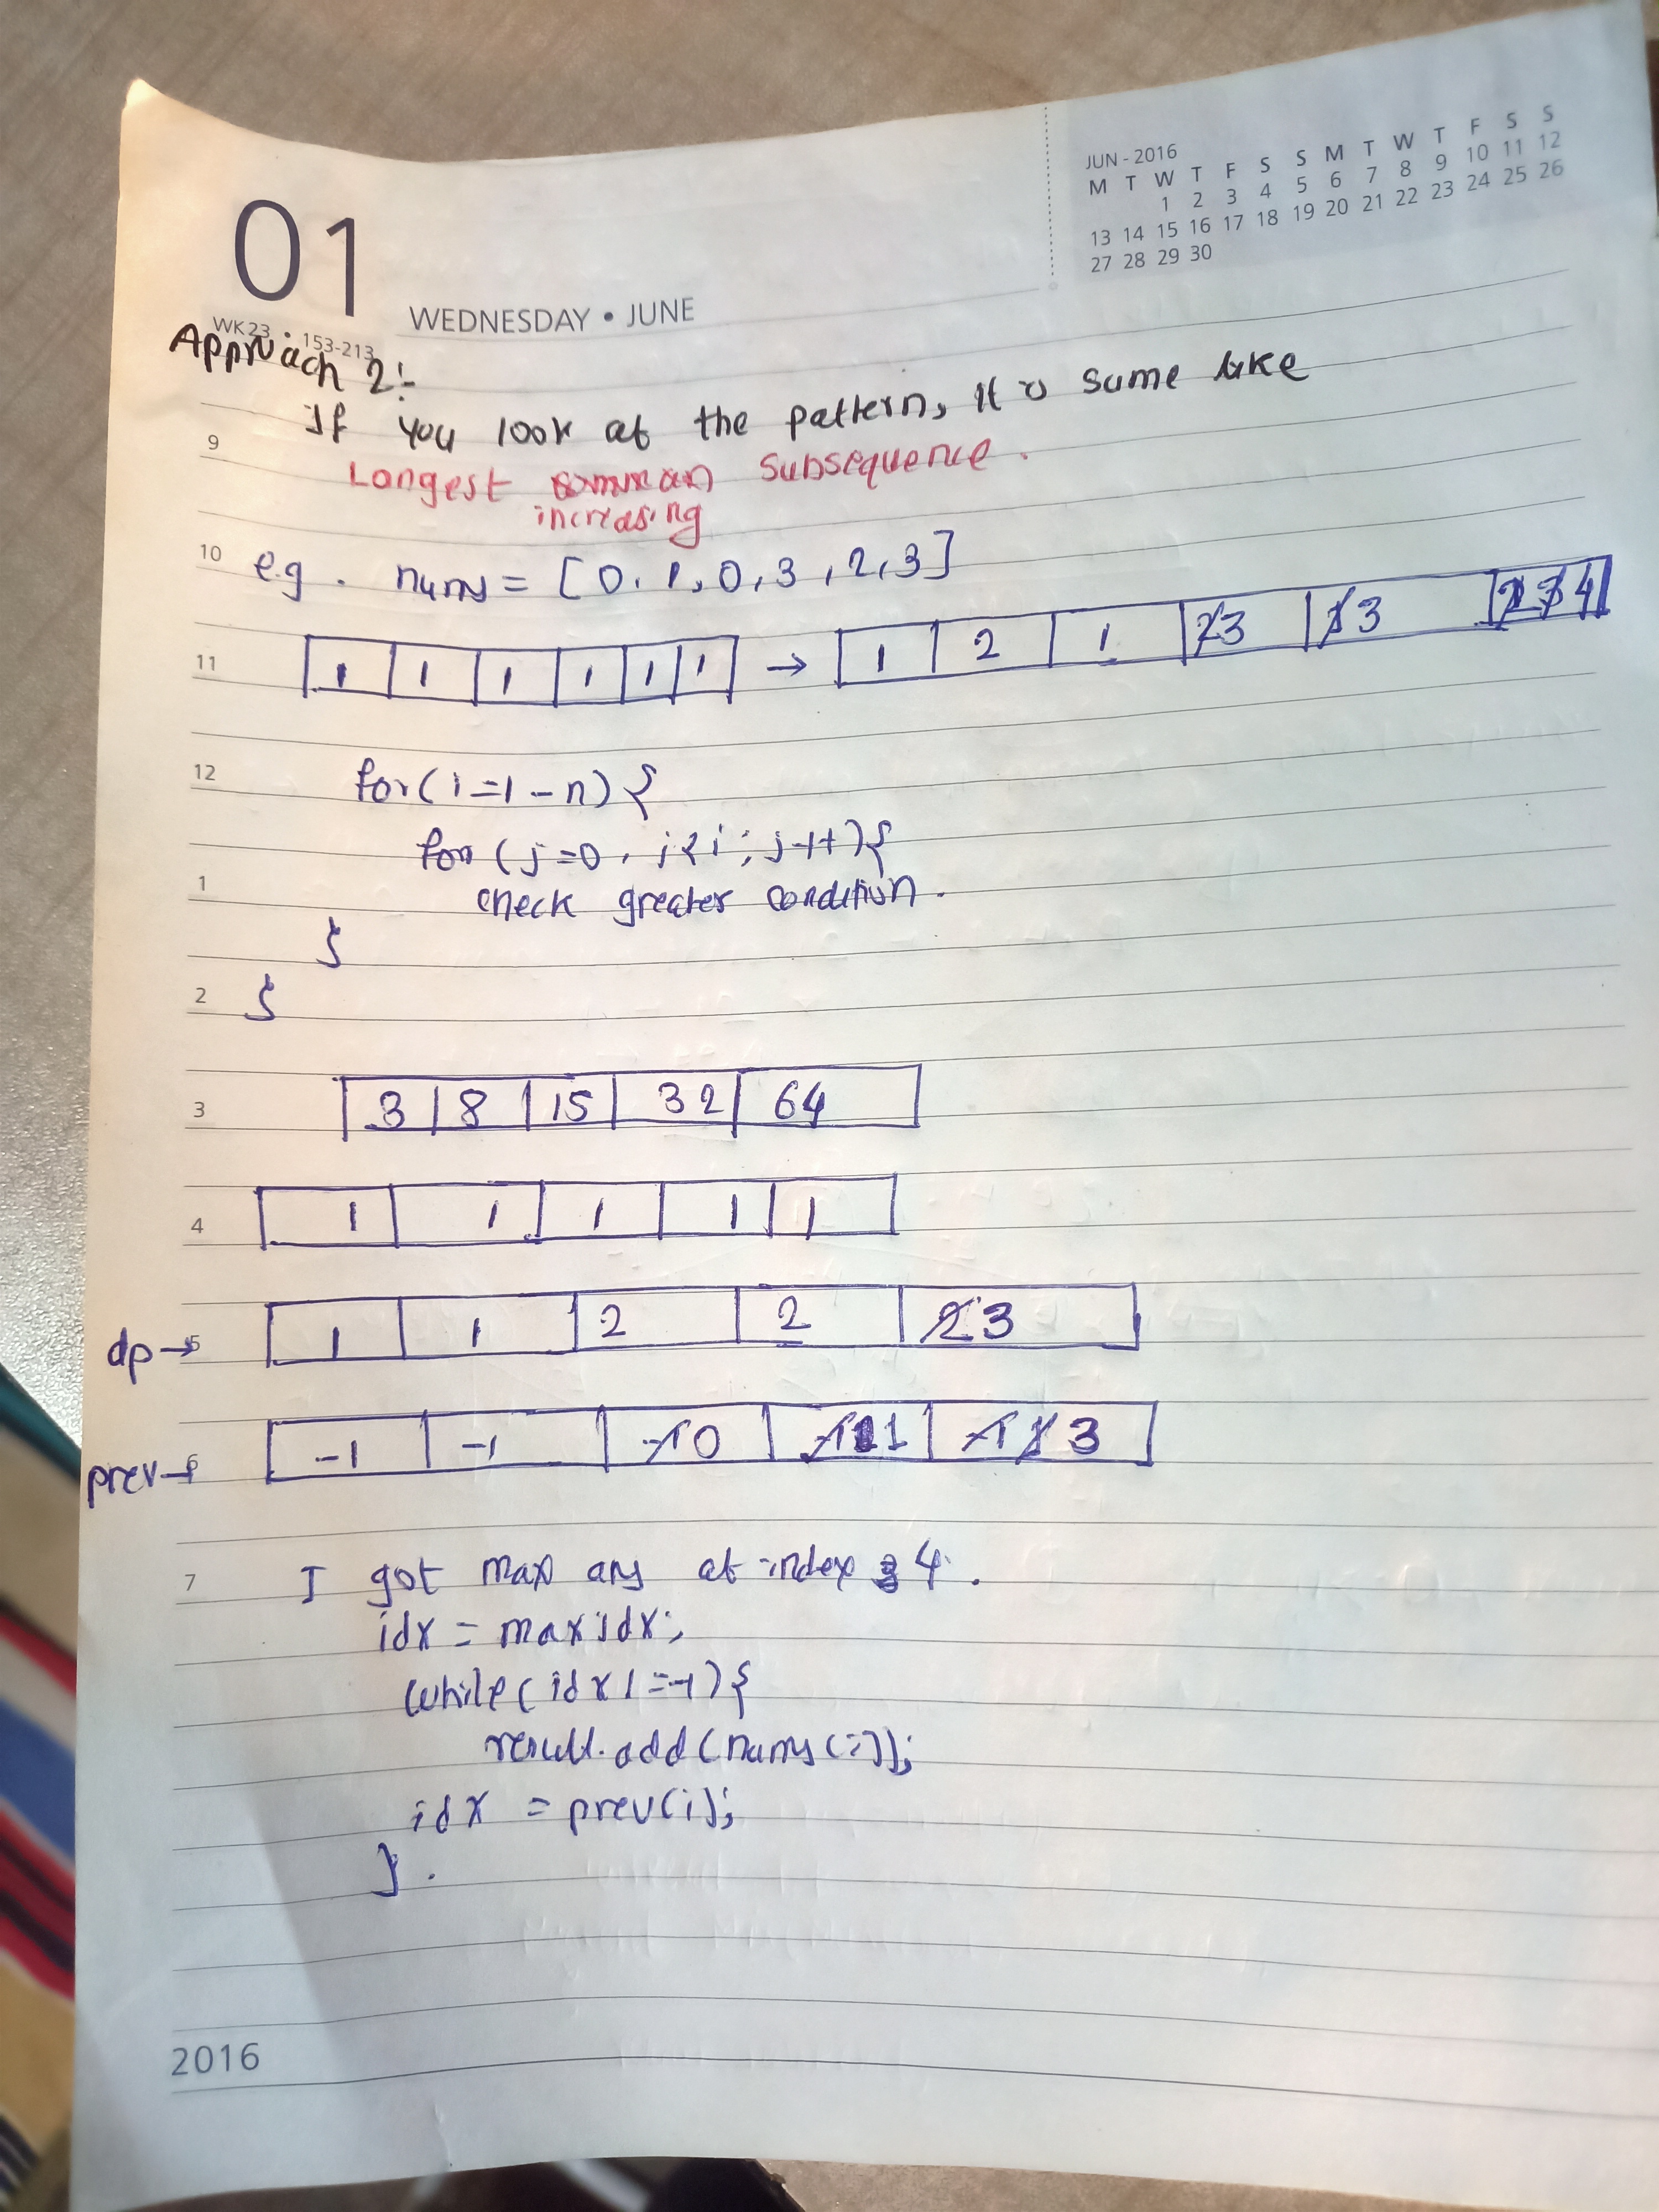 JUN - 2016
M T W T F S S M T W T F S S
1 2 3 4 5 6 7 8 9 10 11 12
13 14 15 16 17 18 19 20 21 22 23 24 25 26
27 28 29 30
01
WEDNESDAY • JUNE
WK23 • 153-213
Approach 2:-
If you look at the pattern, it is same like
9
Longest common subsequence.
increasing
10 e.g. nums = [0, 1, 0, 3, 2, 3]
11 1 1 1 1 1 1 → 1 2 1 2 3 1 3 2 3 4
12 for(i=1-n){
for (j=0, j<i; j++){
1 check greater condition.
}
2 }
3 3 8 15 32 64
4 1 1 1 1 1
dp→ 5 1 1 2 2 2 3
prev→ 6 -1 -1 -1 0 -1 1 -1 1 3
7 I got max ans at index 3 4.
idx = maxidx;
while(idx!=-1){
result.add(nums(i));
idx = prev(i);
}.
2016